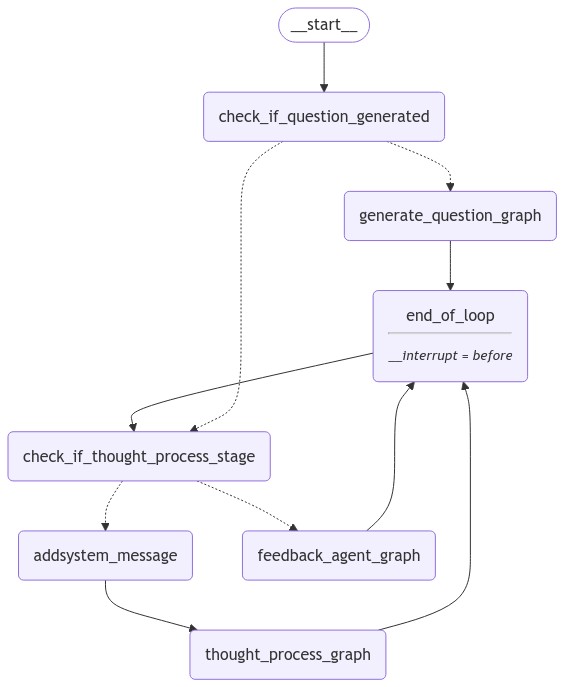 __start__
check_if_question_generated
generate_question_graph
end_of_loop
__interrupt = before
check_if_thought_process_stage
addsystem_message
feedback_agent_graph
thought_process_graph